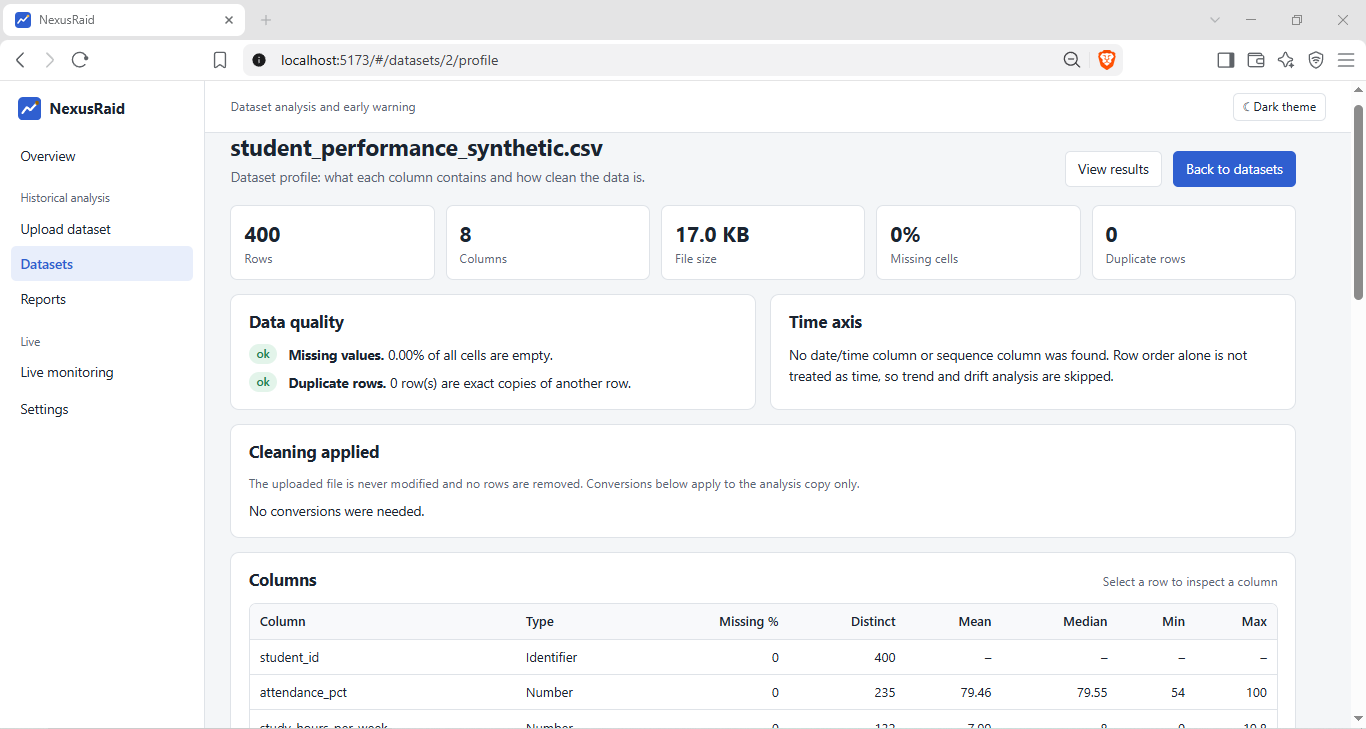 NexusRaid
localhost:5173/#/datasets/2/profile
NexusRaid
Dataset analysis and early warning
Dark theme
Overview
Historical analysis
Upload dataset
Datasets
Reports
Live
Live monitoring
Settings
student_performance_synthetic.csv
Dataset profile: what each column contains and how clean the data is.
View results
Back to datasets
400
Rows
8
Columns
17.0 KB
File size
0%
Missing cells
0
Duplicate rows
Data quality
ok Missing values. 0.00% of all cells are empty.
ok Duplicate rows. 0 row(s) are exact copies of another row.
Time axis
No date/time column or sequence column was found. Row order alone is not
treated as time, so trend and drift analysis are skipped.
Cleaning applied
The uploaded file is never modified and no rows are removed. Conversions below apply to the analysis copy only.
No conversions were needed.
Columns
Select a row to inspect a column
Column Type Missing % Distinct Mean Median Min Max
student_id Identifier 0 400 – – – –
attendance_pct Number 0 235 79.46 79.55 54 100
study_hours_per_week Number 0